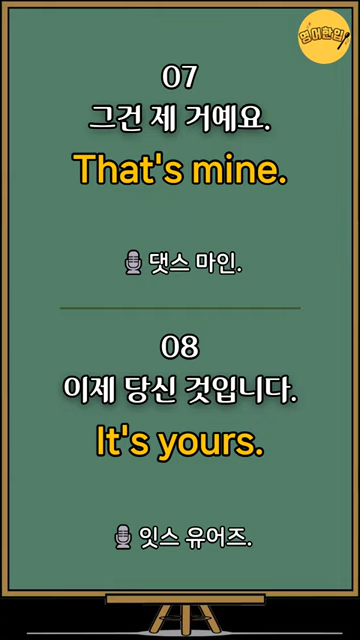 영어한입
07
그건 제 거예요.
That's mine.
댓스 마인.
08
이제 당신 것입니다.
It's yours.
잇스 유어즈.